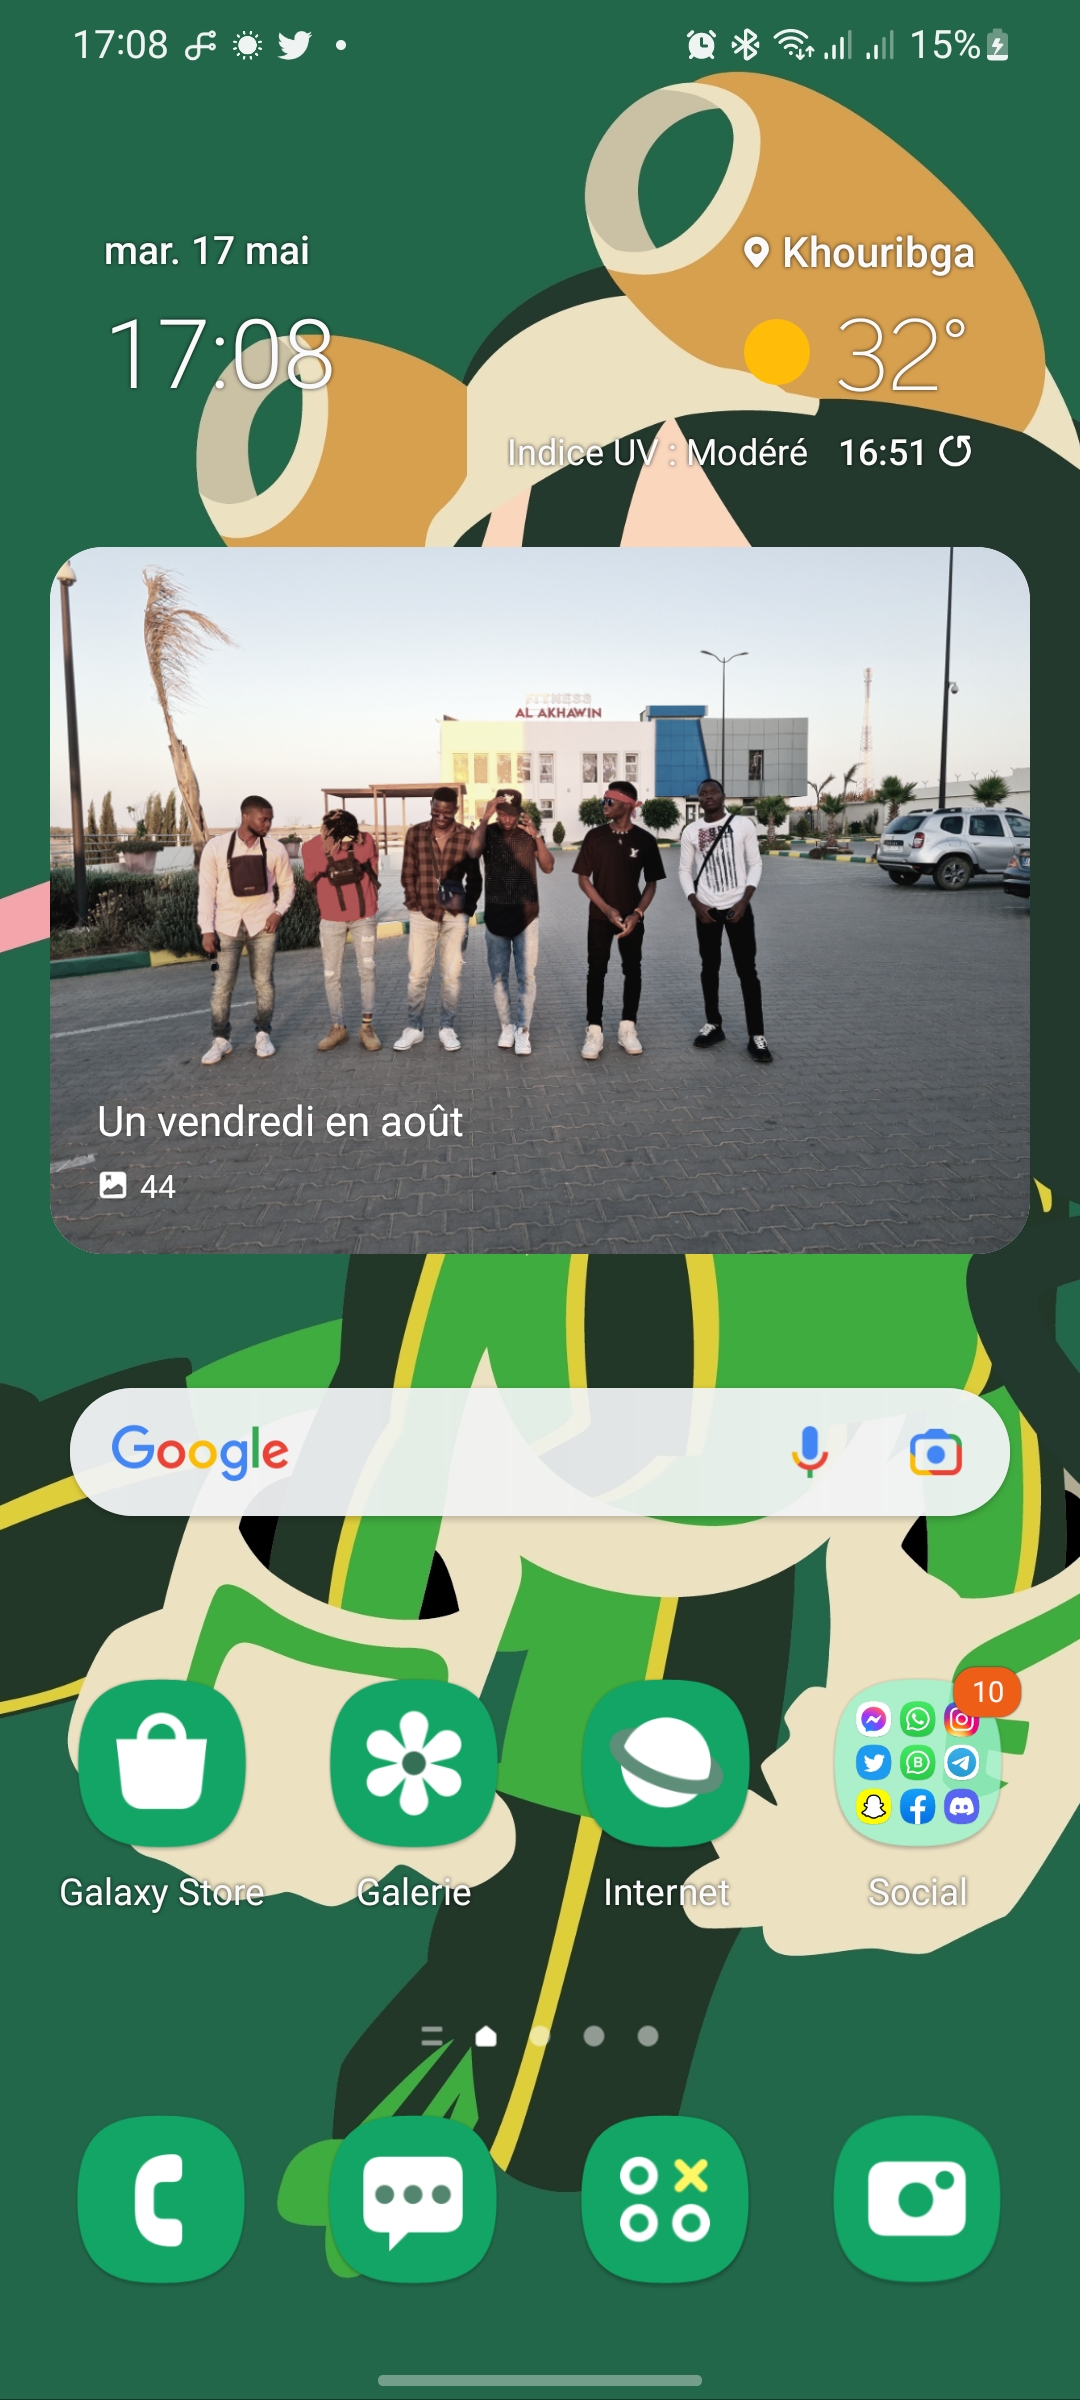 17:08
15%
mar. 17 mai
Khouribga
17:08
32°
Indice UV : Modéré 16:51
FITNESS
AL AKHAWIN
Un vendredi en août
44
Google
10
Galaxy Store
Galerie
Internet
Social